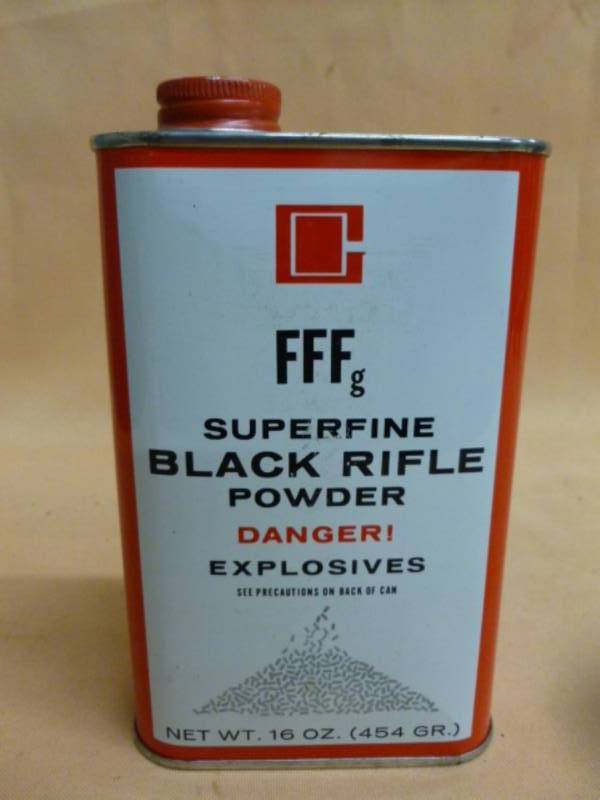 FFFg
SUPERFINE
BLACK RIFLE
POWDER
DANGER!
EXPLOSIVES
SEE PRECAUTIONS ON BACK OF CAN
NET WT. 16 OZ. (454 GR.)